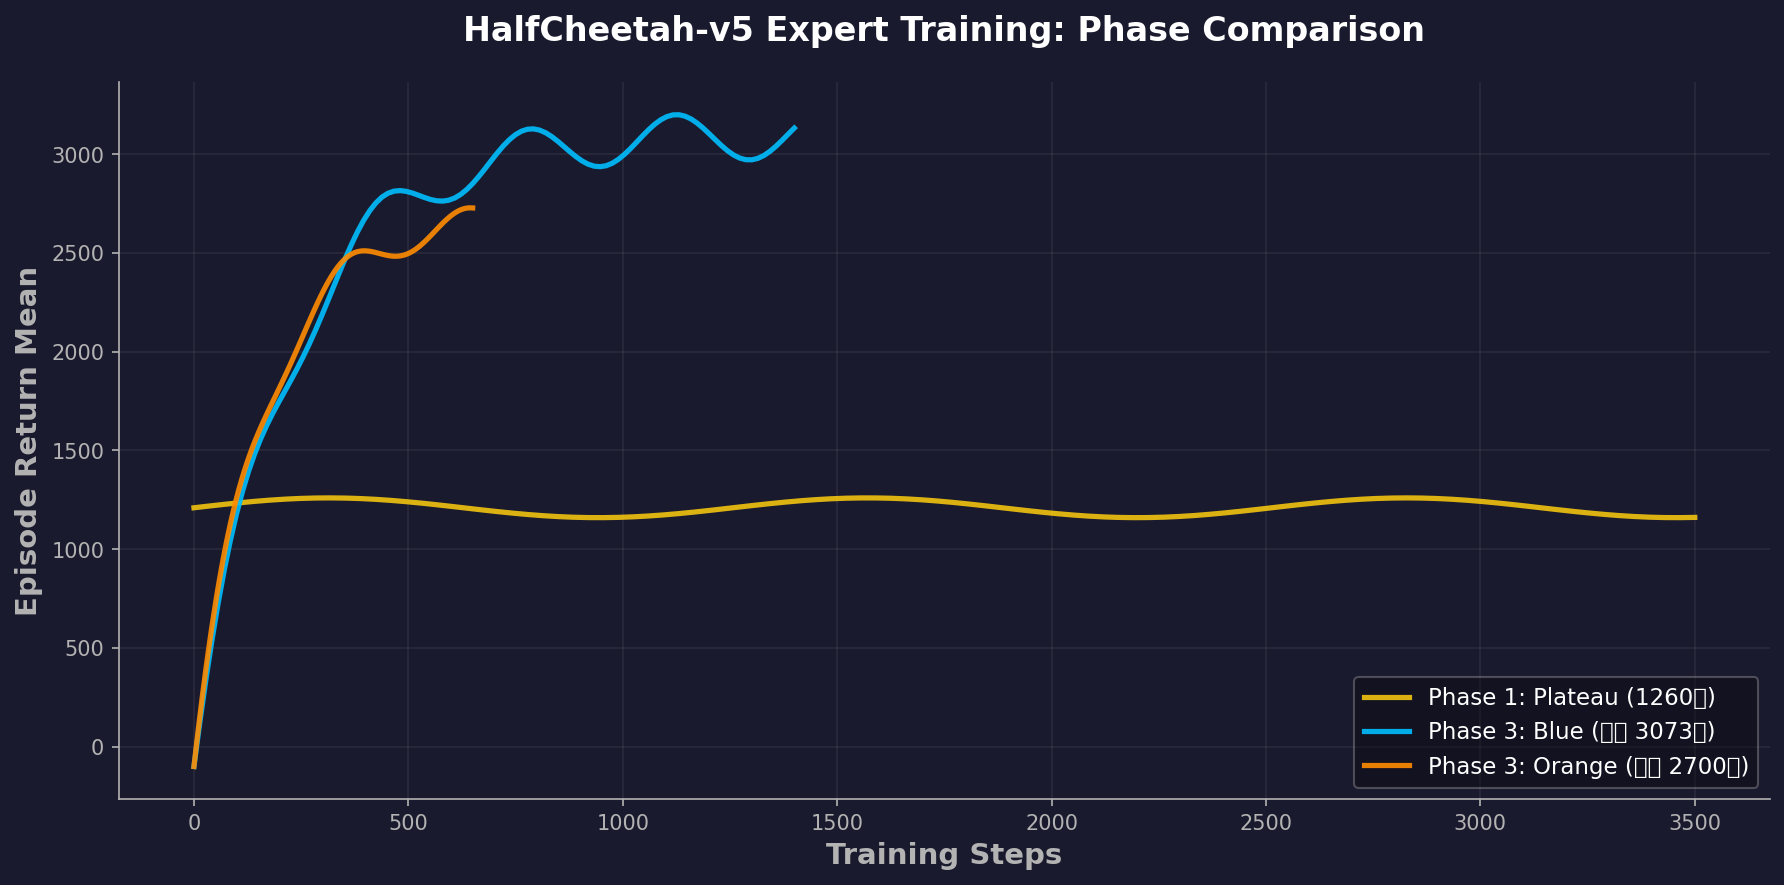 HalfCheetah-v5 Expert Training: Phase Comparison
Episode Return Mean
3000
2500
2000
1500
1000
500
0
0 500 1000 1500 2000 2500 3000 3500
Training Steps
Phase 1: Plateau (1260)
Phase 3: Blue ( 3073)
Phase 3: Orange ( 2700)